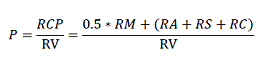 P = RCP/RV = 0.5 * RM + (RA + RS + RC)/RV